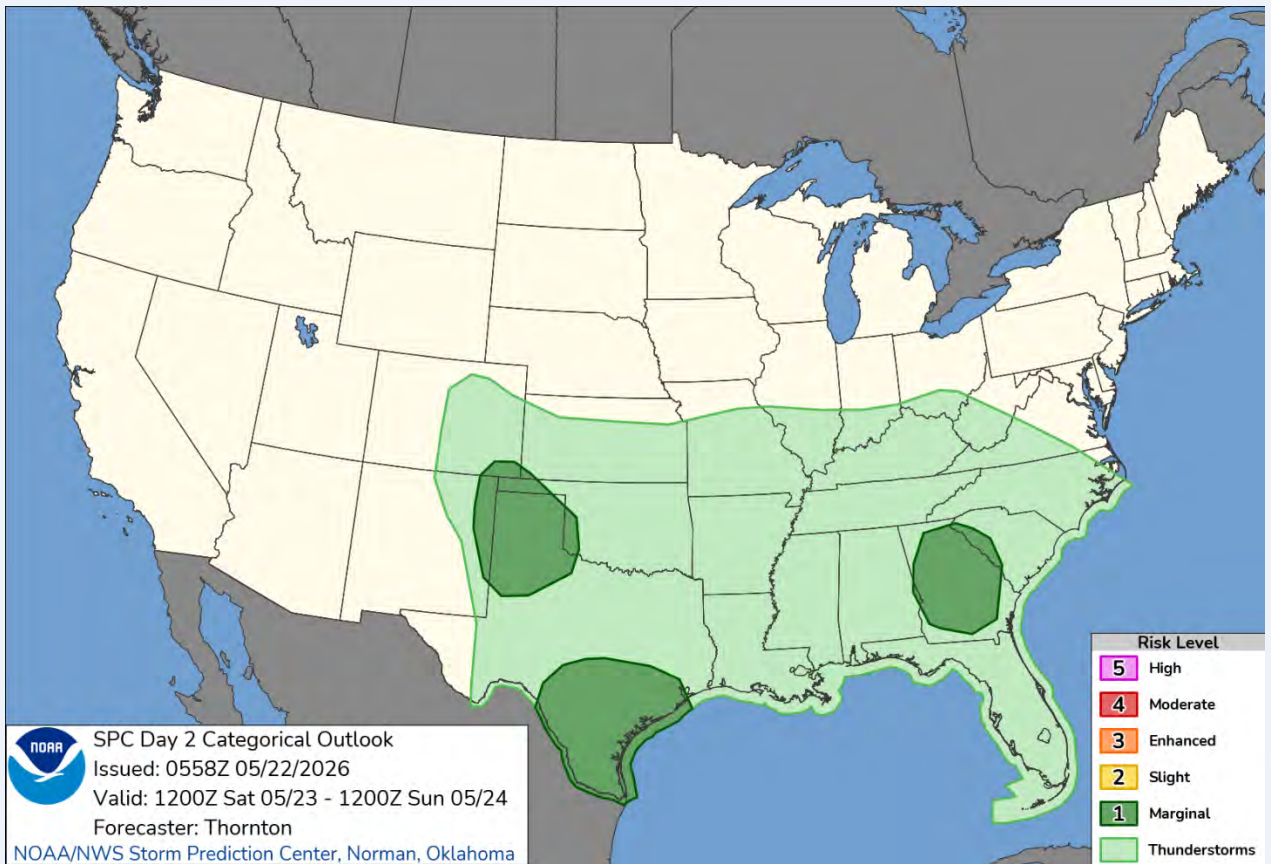 Risk Level
5 High
4 Moderate
3 Enhanced
2 Slight
1 Marginal
Thunderstorms
NOAA
SPC Day 2 Categorical Outlook
Issued: 0558Z 05/22/2026
Valid: 1200Z Sat 05/23 - 1200Z Sun 05/24
Forecaster: Thornton
NOAA/NWS Storm Prediction Center, Norman, Oklahoma